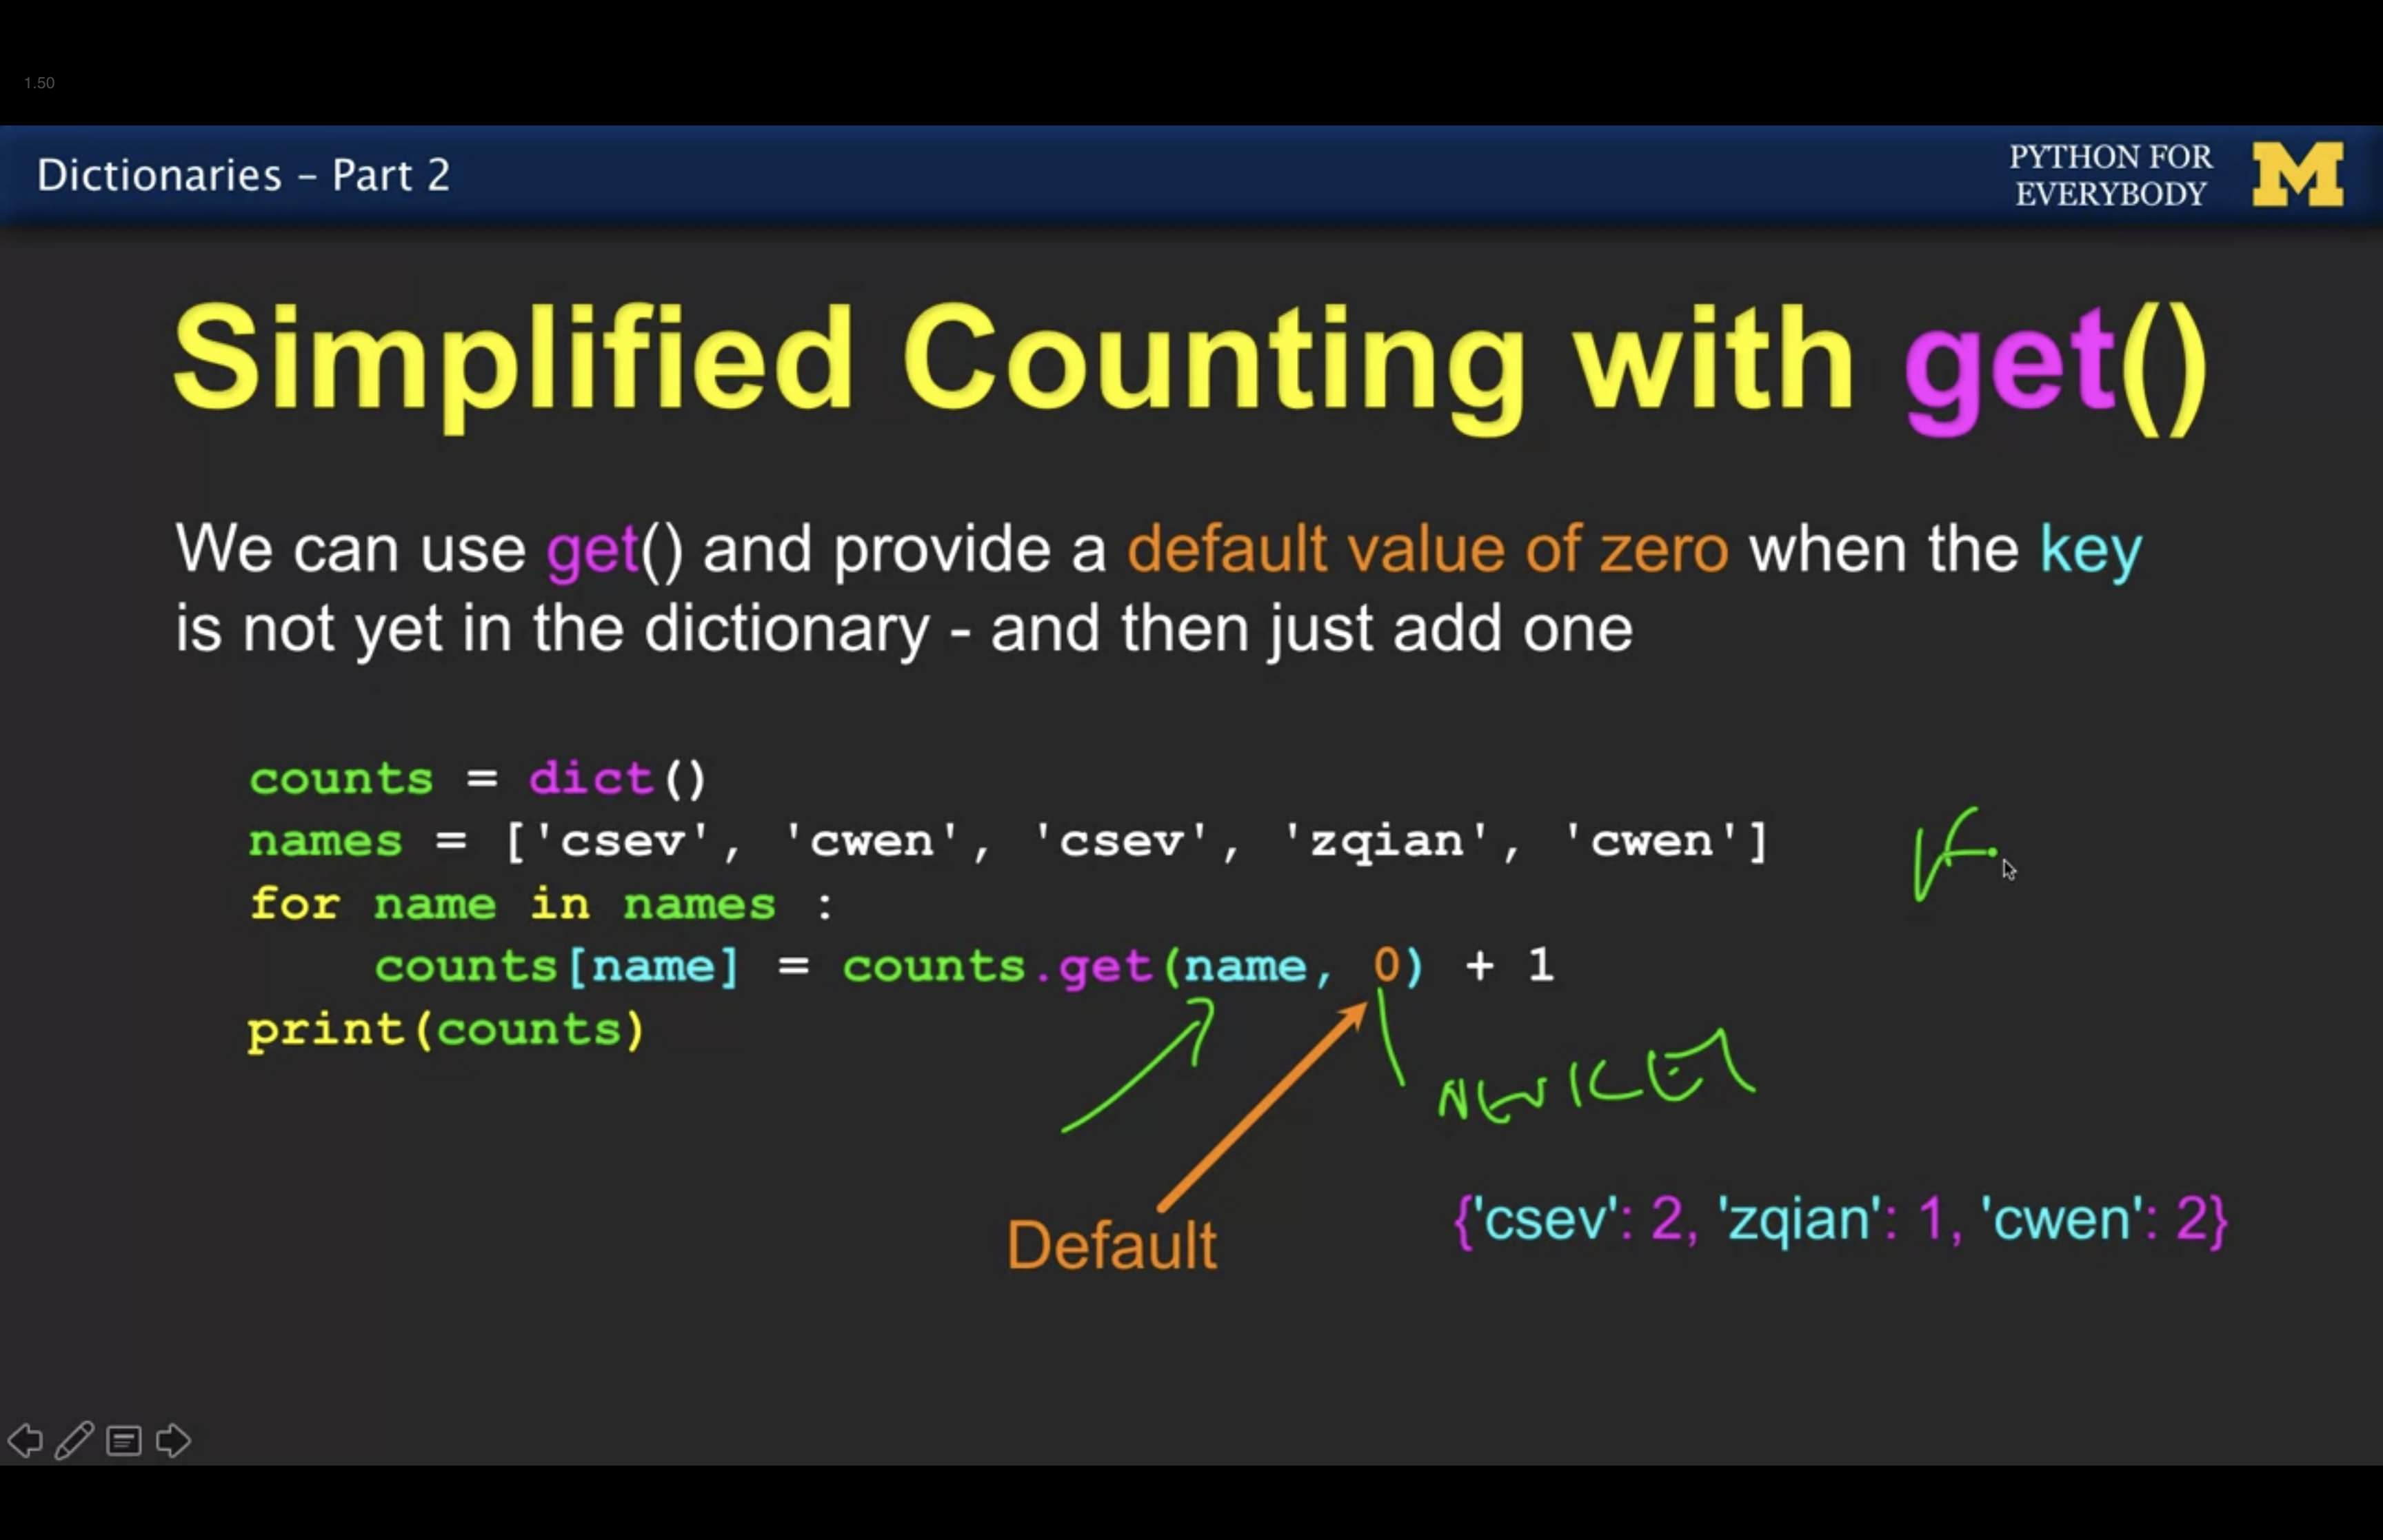 1.50
Dictionaries – Part 2
PYTHON FOR
EVERYBODY
M
Simplified Counting with get()
We can use get() and provide a default value of zero when the key
is not yet in the dictionary - and then just add one
counts = dict()
names = ['csev', 'cwen', 'csev', 'zqian', 'cwen']
for name in names :
    counts[name] = counts.get(name, 0) + 1
print(counts)
NEW
Default
{'csev': 2, 'zqian': 1, 'cwen': 2}